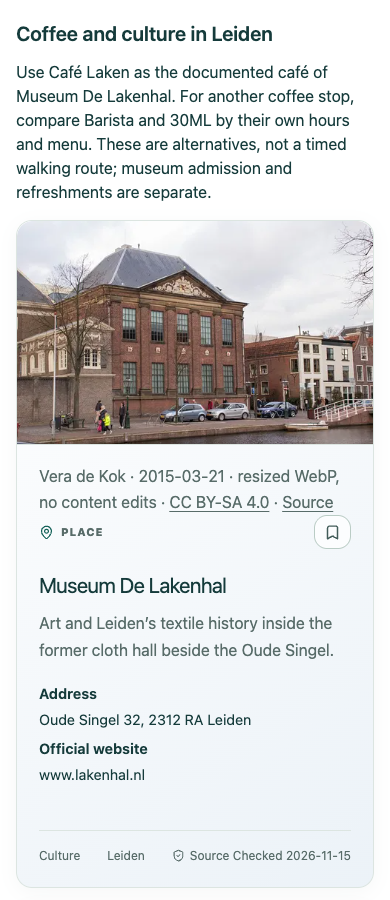 Coffee and culture in Leiden
Use Café Laken as the documented café of
Museum De Lakenhal. For another coffee stop,
compare Barista and 30ML by their own hours
and menu. These are alternatives, not a timed
walking route; museum admission and
refreshments are separate.
Vera de Kok · 2015-03-21 · resized WebP,
no content edits · CC BY-SA 4.0 · Source
PLACE
Museum De Lakenhal
Art and Leiden’s textile history inside the
former cloth hall beside the Oude Singel.
Address
Oude Singel 32, 2312 RA Leiden
Official website
www.lakenhal.nl
Culture Leiden Source Checked 2026-11-15